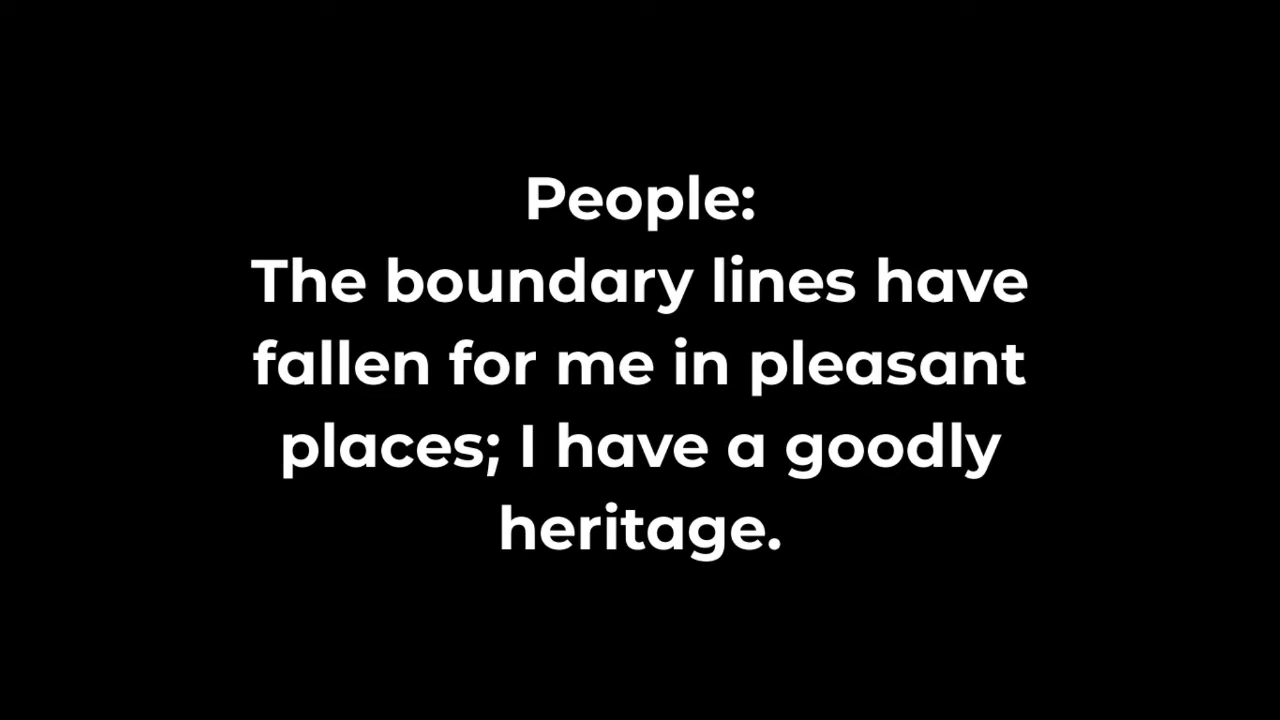 People:
The boundary lines have
fallen for me in pleasant
places; I have a goodly
heritage.